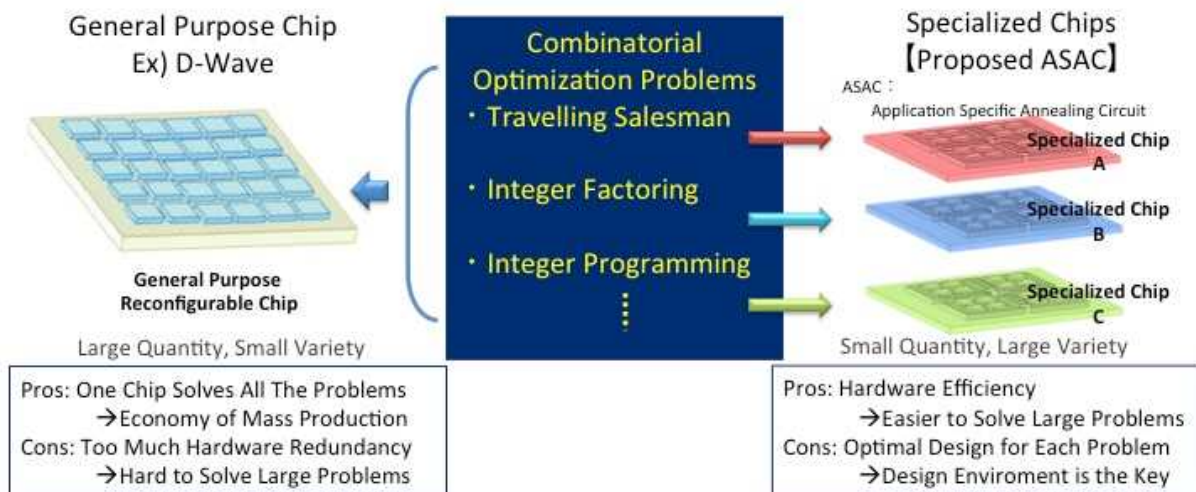 General Purpose Chip
Ex) D-Wave
General Purpose
Reconfigurable Chip
Large Quantity, Small Variety
Pros: One Chip Solves All The Problems
→Economy of Mass Production
Cons: Too Much Hardware Redundancy
→Hard to Solve Large Problems
Combinatorial
Optimization Problems
・Travelling Salesman
・Integer Factoring
・Integer Programming
Specialized Chips
【Proposed ASAC】
ASAC：
Application Specific Annealing Circuit
Specialized Chip
A
Specialized Chip
B
Specialized Chip
C
Small Quantity, Large Variety
Pros: Hardware Efficiency
→Easier to Solve Large Problems
Cons: Optimal Design for Each Problem
→Design Enviroment is the Key